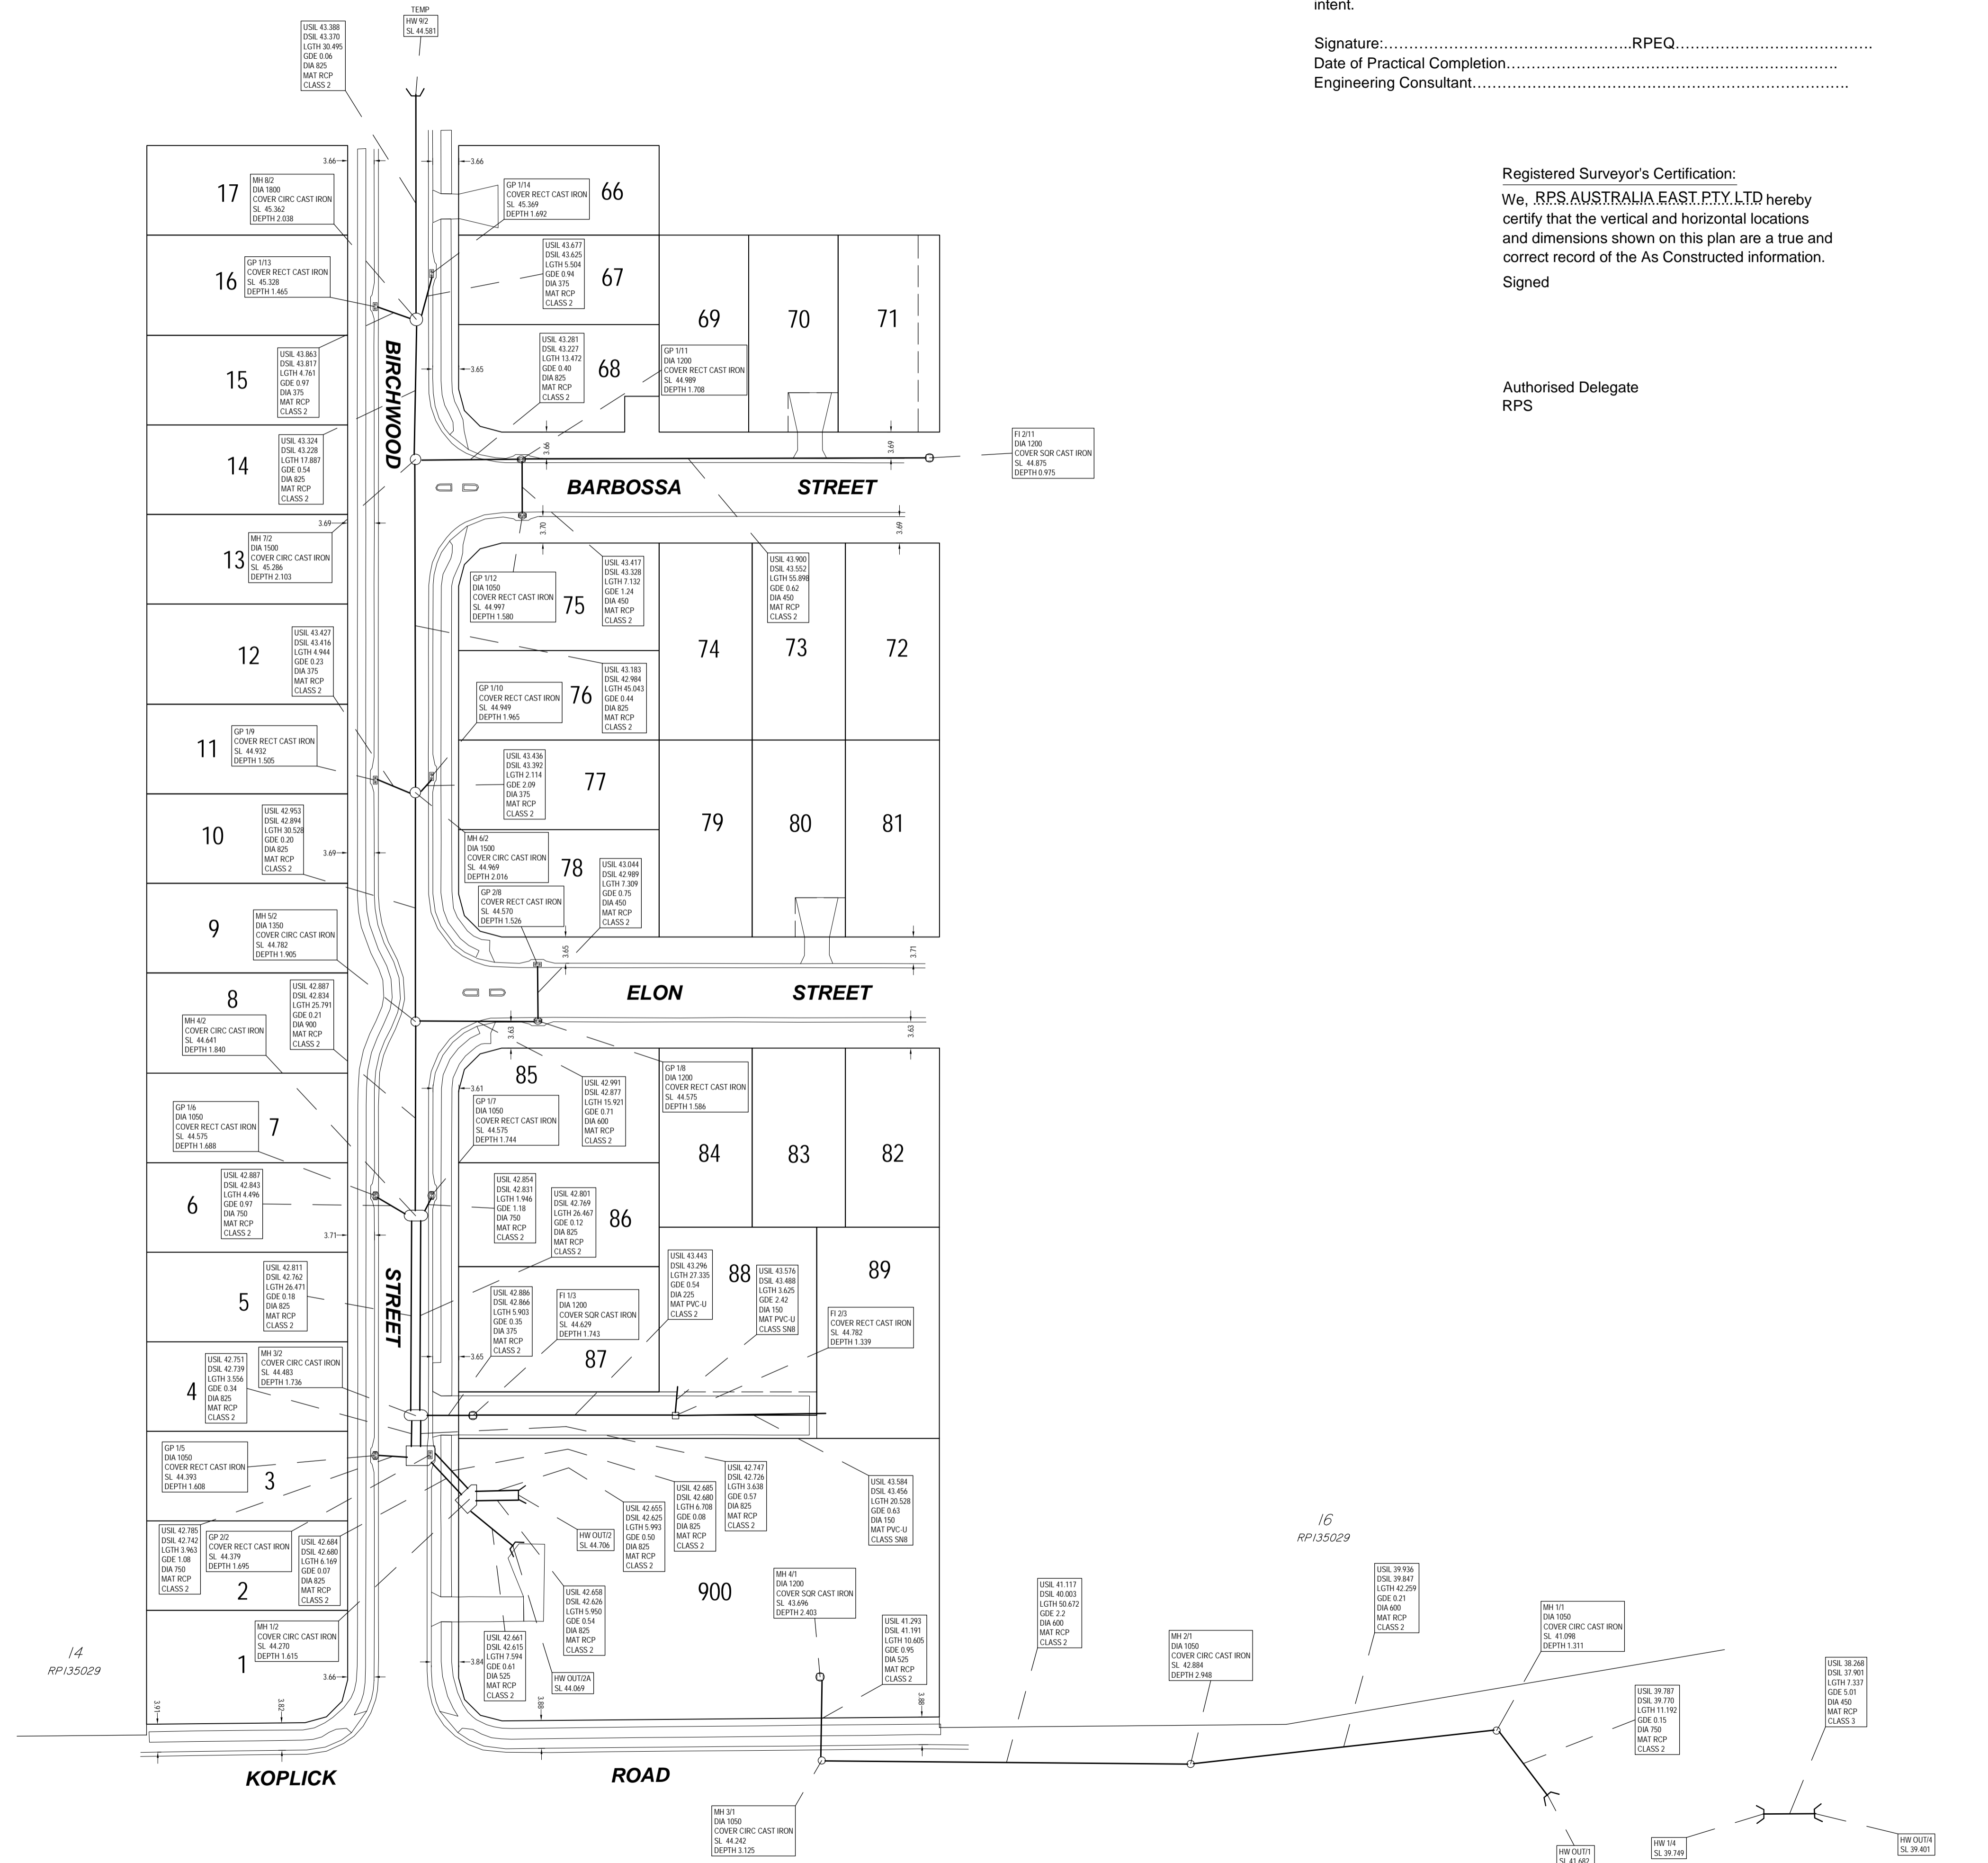 intent.
Signature:…………………………………………..RPEQ…………………………………
Date of Practical Completion………………………………………………………….
Engineering Consultant………………………………………………………………….
Registered Surveyor's Certification:
We, RPS AUSTRALIA EAST PTY LTD hereby
certify that the vertical and horizontal locations
and dimensions shown on this plan are a true and
correct record of the As Constructed information.
Signed
Authorised Delegate
RPS
TEMP
HW 9/2
SL 44.581
USIL 43.388
DSIL 43.370
LGTH 30.495
GDE 0.06
DIA 825
MAT RCP
CLASS 2
17
MH 8/2
DIA 1800
COVER CIRC CAST IRON
SL 45.362
DEPTH 2.038
3.66
3.66
GP 1/14
COVER RECT CAST IRON
SL 45.369
DEPTH 1.692
66
16
GP 1/13
COVER RECT CAST IRON
SL 45.328
DEPTH 1.465
USIL 43.677
DSIL 43.625
LGTH 5.504
GDE 0.94
DIA 375
MAT RCP
CLASS 2
67
69
70
71
15
USIL 43.863
DSIL 43.817
LGTH 4.761
GDE 0.97
DIA 375
MAT RCP
CLASS 2
BIRCHWOOD
3.65
USIL 43.281
DSIL 43.227
LGTH 13.472
GDE 0.40
DIA 825
MAT RCP
CLASS 2
68
GP 1/11
DIA 1200
COVER RECT CAST IRON
SL 44.989
DEPTH 1.708
14
USIL 43.324
DSIL 43.228
LGTH 17.887
GDE 0.54
DIA 825
MAT RCP
CLASS 2
3.66
3.69
FI 2/11
DIA 1200
COVER SQR CAST IRON
SL 44.875
DEPTH 0.975
BARBOSSA STREET
3.69
3.70
3.69
13
MH 7/2
DIA 1500
COVER CIRC CAST IRON
SL 45.286
DEPTH 2.103
GP 1/12
DIA 1050
COVER RECT CAST IRON
SL 44.997
DEPTH 1.580
75
USIL 43.417
DSIL 43.328
LGTH 7.132
GDE 1.24
DIA 450
MAT RCP
CLASS 2
USIL 43.900
DSIL 43.552
LGTH 55.898
GDE 0.62
DIA 450
MAT RCP
CLASS 2
12
USIL 43.427
DSIL 43.416
LGTH 4.944
GDE 0.23
DIA 375
MAT RCP
CLASS 2
74
73
72
GP 1/10
COVER RECT CAST IRON
SL 44.949
DEPTH 1.965
76
USIL 43.183
DSIL 42.984
LGTH 45.043
GDE 0.44
DIA 825
MAT RCP
CLASS 2
11
GP 1/9
COVER RECT CAST IRON
SL 44.932
DEPTH 1.505
USIL 43.436
DSIL 43.392
LGTH 2.114
GDE 2.09
DIA 375
MAT RCP
CLASS 2
77
10
USIL 42.953
DSIL 42.894
LGTH 30.528
GDE 0.20
DIA 825
MAT RCP
CLASS 2
3.69
MH 6/2
DIA 1500
COVER CIRC CAST IRON
SL 44.969
DEPTH 2.016
78
USIL 43.044
DSIL 42.989
LGTH 7.309
GDE 0.75
DIA 450
MAT RCP
CLASS 2
79
80
81
GP 2/8
COVER RECT CAST IRON
SL 44.570
DEPTH 1.526
9
MH 5/2
DIA 1350
COVER CIRC CAST IRON
SL 44.782
DEPTH 1.905
3.65
3.71
ELON STREET
8
USIL 42.887
DSIL 42.834
LGTH 25.791
GDE 0.21
DIA 900
MAT RCP
CLASS 2
MH 4/2
COVER CIRC CAST IRON
SL 44.641
DEPTH 1.840
3.63
3.63
85
3.61
GP 1/7
DIA 1050
COVER RECT CAST IRON
SL 44.575
DEPTH 1.744
USIL 42.991
DSIL 42.877
LGTH 15.921
GDE 0.71
DIA 600
MAT RCP
CLASS 2
GP 1/8
DIA 1200
COVER RECT CAST IRON
SL 44.575
DEPTH 1.586
7
GP 1/6
DIA 1050
COVER RECT CAST IRON
SL 44.575
DEPTH 1.688
84
83
82
6
USIL 42.887
DSIL 42.843
LGTH 4.496
GDE 0.97
DIA 750
MAT RCP
CLASS 2
3.71
USIL 42.854
DSIL 42.831
LGTH 1.946
GDE 1.18
DIA 750
MAT RCP
CLASS 2
USIL 42.801
DSIL 42.769
LGTH 26.467
GDE 0.12
DIA 825
MAT RCP
CLASS 2
86
5
USIL 42.811
DSIL 42.762
LGTH 26.471
GDE 0.18
DIA 825
MAT RCP
CLASS 2
STREET
USIL 42.886
DSIL 42.866
LGTH 5.903
GDE 0.35
DIA 375
MAT RCP
CLASS 2
FI 1/3
DIA 1200
COVER SQR CAST IRON
SL 44.629
DEPTH 1.743
87
USIL 43.443
DSIL 43.296
LGTH 27.335
GDE 0.54
DIA 225
MAT PVC-U
CLASS 2
88
USIL 43.576
DSIL 43.488
LGTH 3.625
GDE 2.42
DIA 150
MAT PVC-U
CLASS SN8
89
FI 2/3
COVER RECT CAST IRON
SL 44.782
DEPTH 1.339
3.65
4
USIL 42.751
DSIL 42.739
LGTH 3.556
GDE 0.34
DIA 825
MAT RCP
CLASS 2
MH 3/2
COVER CIRC CAST IRON
SL 44.483
DEPTH 1.736
3
GP 1/5
DIA 1050
COVER RECT CAST IRON
SL 44.393
DEPTH 1.608
USIL 42.747
DSIL 42.726
LGTH 3.638
GDE 0.57
DIA 825
MAT RCP
CLASS 2
USIL 42.685
DSIL 42.680
LGTH 6.708
GDE 0.08
DIA 825
MAT RCP
CLASS 2
USIL 42.655
DSIL 42.625
LGTH 5.993
GDE 0.50
DIA 825
MAT RCP
CLASS 2
USIL 43.584
DSIL 43.456
LGTH 20.528
GDE 0.63
DIA 150
MAT PVC-U
CLASS SN8
HW OUT/2
SL 44.706
USIL 42.785
DSIL 42.742
LGTH 3.963
GDE 1.08
DIA 750
MAT RCP
CLASS 2
GP 2/2
COVER RECT CAST IRON
SL 44.379
DEPTH 1.695
2
USIL 42.684
DSIL 42.680
LGTH 6.169
GDE 0.07
DIA 825
MAT RCP
CLASS 2
USIL 42.658
DSIL 42.626
LGTH 5.950
GDE 0.54
DIA 825
MAT RCP
CLASS 2
900
MH 4/1
DIA 1200
COVER SQR CAST IRON
SL 43.696
DEPTH 2.403
USIL 41.293
DSIL 41.191
LGTH 10.605
GDE 0.95
DIA 525
MAT RCP
CLASS 2
MH 1/2
COVER CIRC CAST IRON
SL 44.270
DEPTH 1.615
1
3.66
USIL 42.661
DSIL 42.615
LGTH 7.594
GDE 0.61
DIA 525
MAT RCP
CLASS 2
3.84
HW OUT/2A
SL 44.069
14
RP135029
16
RP135029
3.91
3.82
3.88
3.88
USIL 41.117
DSIL 40.003
LGTH 50.672
GDE 2.2
DIA 600
MAT RCP
CLASS 2
MH 2/1
DIA 1050
COVER CIRC CAST IRON
SL 42.884
DEPTH 2.948
USIL 39.936
DSIL 39.847
LGTH 42.259
GDE 0.21
DIA 600
MAT RCP
CLASS 2
MH 1/1
DIA 1050
COVER CIRC CAST IRON
SL 41.098
DEPTH 1.311
USIL 39.787
DSIL 39.770
LGTH 11.192
GDE 0.15
DIA 750
MAT RCP
CLASS 2
USIL 38.268
DSIL 37.901
LGTH 7.337
GDE 5.01
DIA 450
MAT RCP
CLASS 3
KOPLICK ROAD
MH 3/1
DIA 1050
COVER CIRC CAST IRON
SL 44.242
DEPTH 3.125
HW OUT/1
SL 41.682
HW 1/4
SL 39.749
HW OUT/4
SL 39.401